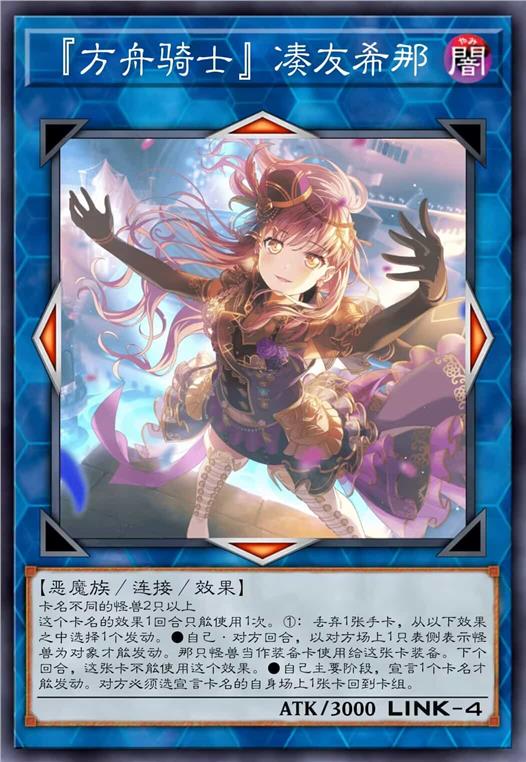 『方舟骑士』凑友希那
やみ
闇
【恶魔族／连接／效果】
卡名不同的怪兽2只以上
这个卡名的效果1回合只能使用1次。①：丢弃1张手卡，从以下效
果之中选择1个发动。●自己·对方回合，以对方场上1只表侧表示怪
兽为对象才能发动。那只怪兽当作装备卡使用给这张卡装备。下个
回合，这张卡不能使用这个效果。●自己主要阶段，宣言1个卡名才
能发动。对方必须选宣言卡名的自身场上1张卡回到卡组。
ATK/3000 LINK-4